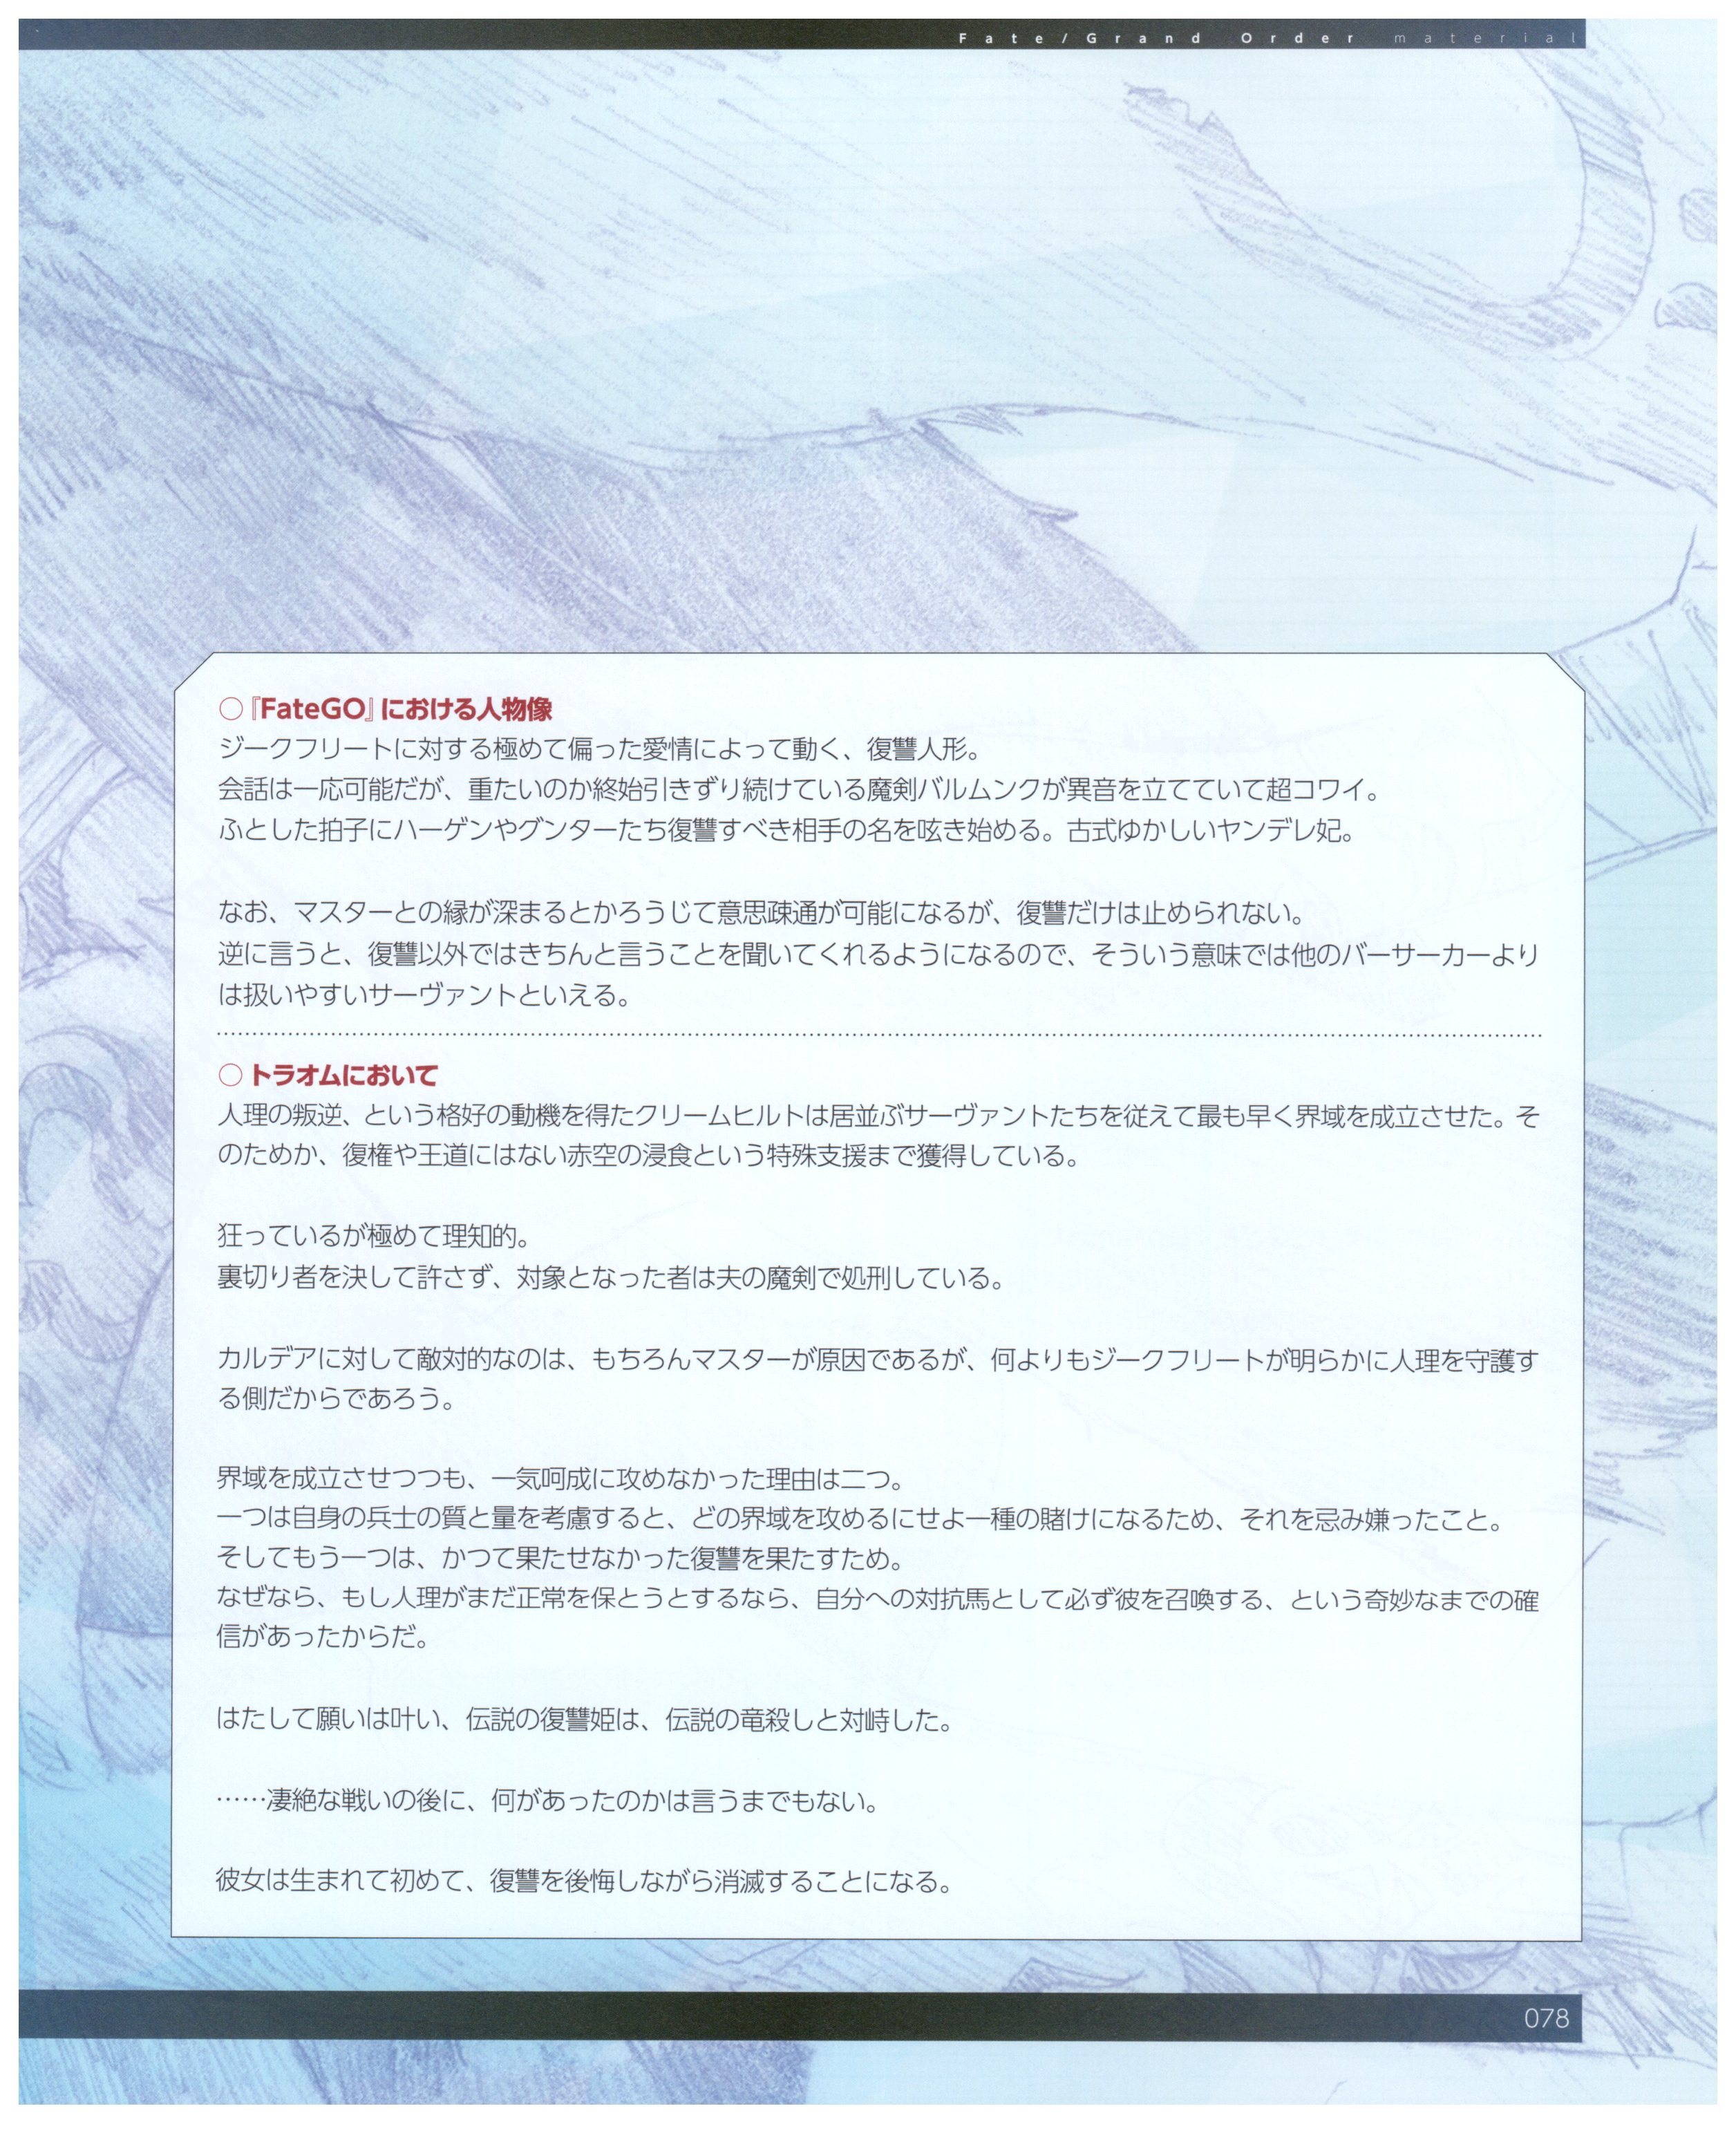 Fate/Grand Order material
○『FateGO』における人物像
ジークフリートに対する極めて偏った愛情によって動く、復讐人形。
会話は一応可能だが、重たいのか終始引きずり続けている魔剣バルムンクが異音を立てていて超コワイ。
ふとした拍子にハーゲンやグンターたち復讐すべき相手の名を呟き始める。古式ゆかしいヤンデレ妃。
なお、マスターとの縁が深まるとかろうじて意思疎通が可能になるが、復讐だけは止められない。
逆に言うと、復讐以外ではきちんと言うことを聞いてくれるようになるので、そういう意味では他のバーサーカーより
は扱いやすいサーヴァントといえる。
○ トラオムにおいて
人理の叛逆、という格好の動機を得たクリームヒルトは居並ぶサーヴァントたちを従えて最も早く界域を成立させた。そ
のためか、復権や王道にはない赤空の浸食という特殊支援まで獲得している。
狂っているが極めて理知的。
裏切り者を決して許さず、対象となった者は夫の魔剣で処刑している。
カルデアに対して敵対的なのは、もちろんマスターが原因であるが、何よりもジークフリートが明らかに人理を守護す
る側だからであろう。
界域を成立させつつも、一気呵成に攻めなかった理由は二つ。
一つは自身の兵士の質と量を考慮すると、どの界域を攻めるにせよ一種の賭けになるため、それを忌み嫌ったこと。
そしてもう一つは、かつて果たせなかった復讐を果たすため。
なぜなら、もし人理がまだ正常を保とうとするなら、自分への対抗馬として必ず彼を召喚する、という奇妙なまでの確
信があったからだ。
はたして願いは叶い、伝説の復讐姫は、伝説の竜殺しと対峙した。
……凄絶な戦いの後に、何があったのかは言うまでもない。
彼女は生まれて初めて、復讐を後悔しながら消滅することになる。
078